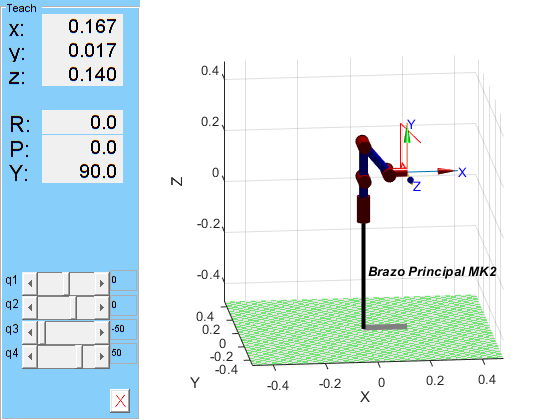 Teach
x: 0.167
y: 0.017
z: 0.140
R: 0.0
P: 0.0
Y: 90.0
q1 0
q2 0
q3 -50
q4 50
X
0.4
0.2
0
-0.2
-0.4
Z
Y
X
Z
Brazo Principal MK2
0.4
0.2
0
-0.2
-0.4
Y
-0.4
-0.2
0
0.2
0.4
X